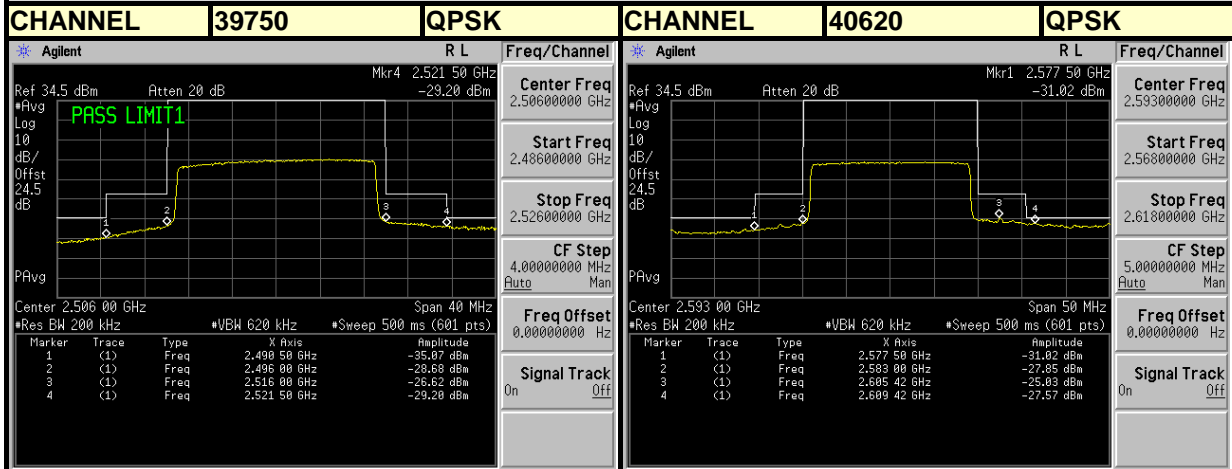 CHANNEL 39750 QPSK CHANNEL 40620 QPSK
Agilent R L Freq/Channel
Mkr4 2.521 50 GHz
Ref 34.5 dBm Atten 20 dB -29.20 dBm
#Avg
Log
10
dB/
Offst
24.5
dB
PAvg
PASS LIMIT1
1
2
3
4
Center 2.506 00 GHz Span 40 MHz
#Res BW 200 kHz #VBW 620 kHz #Sweep 500 ms (601 pts)
Marker Trace Type X Axis Amplitude
1 (1) Freq 2.490 50 GHz -35.07 dBm
2 (1) Freq 2.496 00 GHz -28.68 dBm
3 (1) Freq 2.516 00 GHz -26.62 dBm
4 (1) Freq 2.521 50 GHz -29.20 dBm
Center Freq
2.50600000 GHz
Start Freq
2.48600000 GHz
Stop Freq
2.52600000 GHz
CF Step
4.00000000 MHz
Auto Man
Freq Offset
0.00000000 Hz
Signal Track
On Off
Agilent R L Freq/Channel
Mkr1 2.577 50 GHz
Ref 34.5 dBm Atten 20 dB -31.02 dBm
#Avg
Log
10
dB/
Offst
24.5
dB
PAvg
1
2
3
4
Center 2.593 00 GHz Span 50 MHz
#Res BW 200 kHz #VBW 620 kHz #Sweep 500 ms (601 pts)
Marker Trace Type X Axis Amplitude
1 (1) Freq 2.577 50 GHz -31.02 dBm
2 (1) Freq 2.583 00 GHz -27.85 dBm
3 (1) Freq 2.605 42 GHz -25.03 dBm
4 (1) Freq 2.609 42 GHz -27.57 dBm
Center Freq
2.59300000 GHz
Start Freq
2.56800000 GHz
Stop Freq
2.61800000 GHz
CF Step
5.00000000 MHz
Auto Man
Freq Offset
0.00000000 Hz
Signal Track
On Off